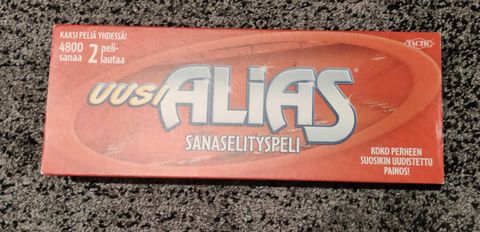 KAKSI PELIÄ YHDESSÄ!
4800 sanaa
2 peli-
lautaa
TACTIC
UUSI ALIAS®
SANASELITYSPELI
KOKO PERHEEN
SUOSIKIN UUDISTETTU
PAINOS!